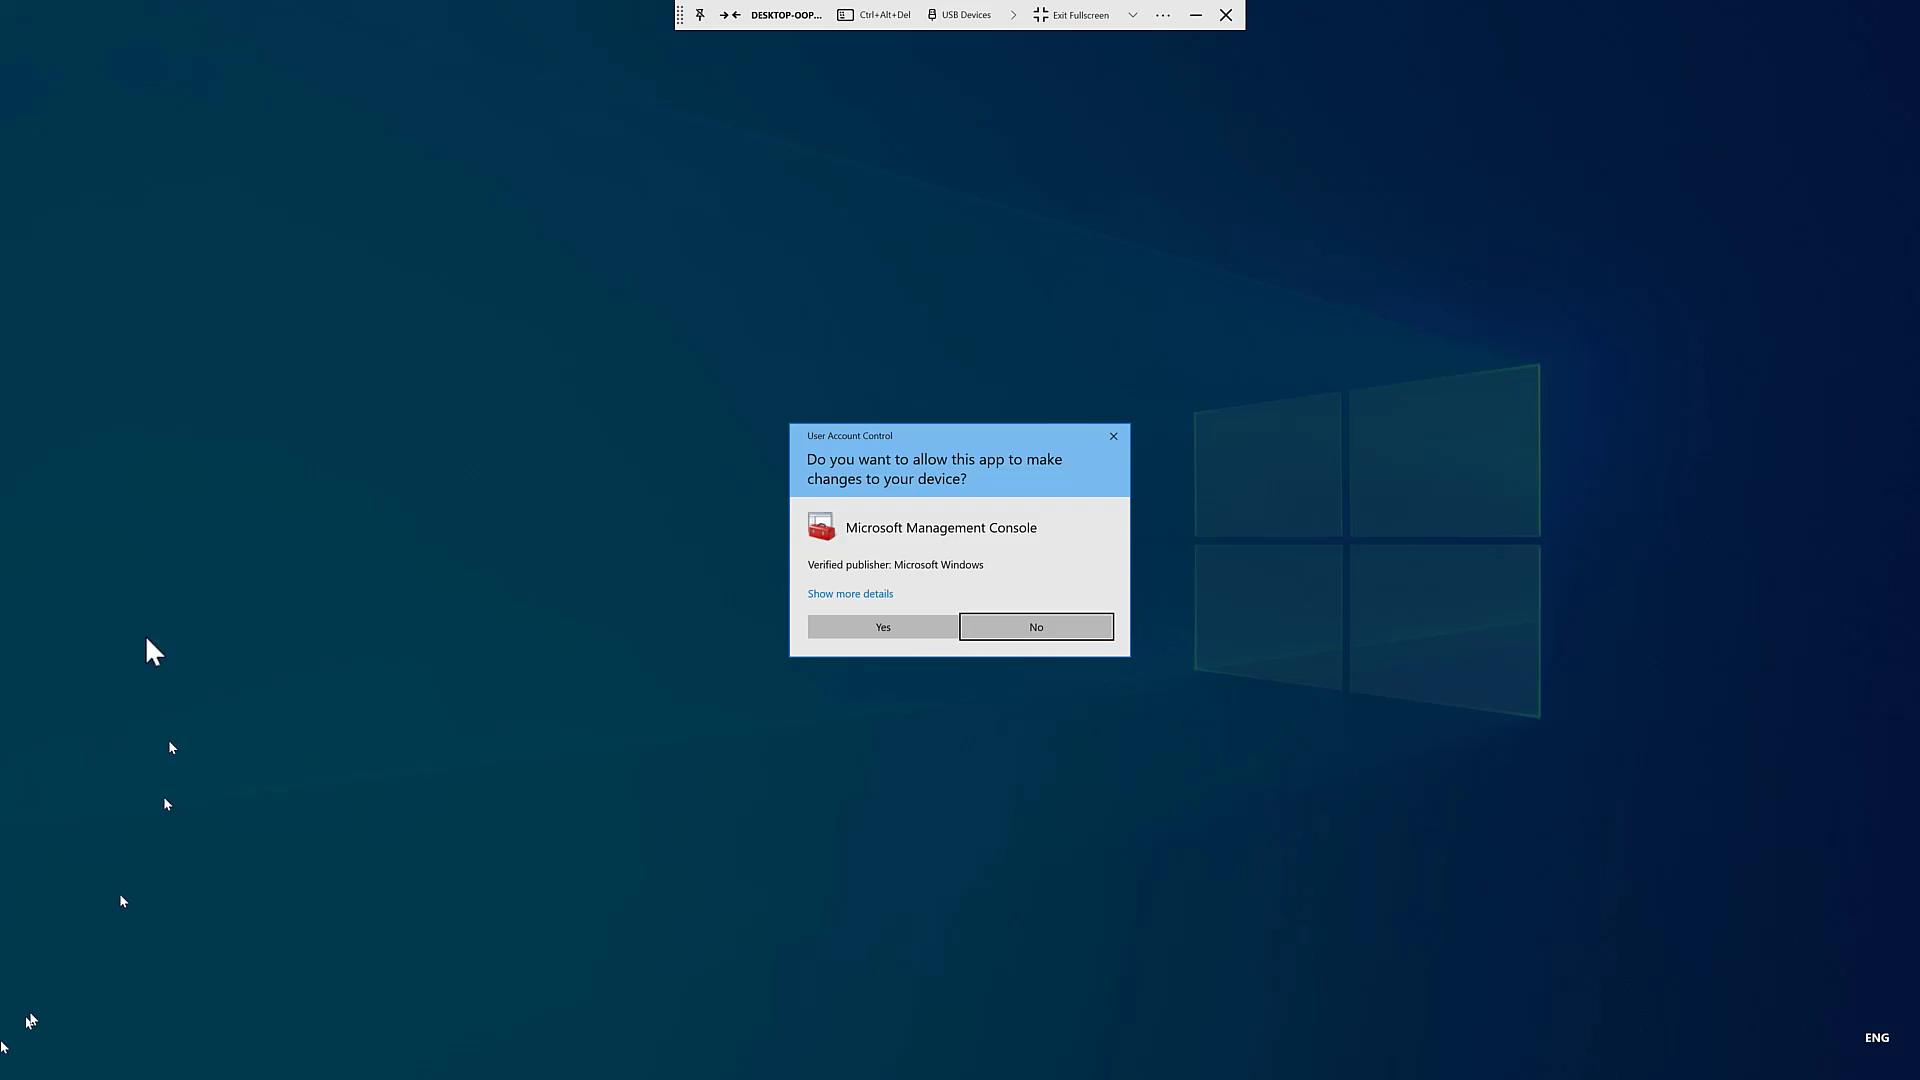 DESKTOP-OOP... Ctrl+Alt+Del USB Devices Exit Fullscreen
User Account Control
Do you want to allow this app to make
changes to your device?
Microsoft Management Console
Verified publisher: Microsoft Windows
Show more details
Yes No
ENG